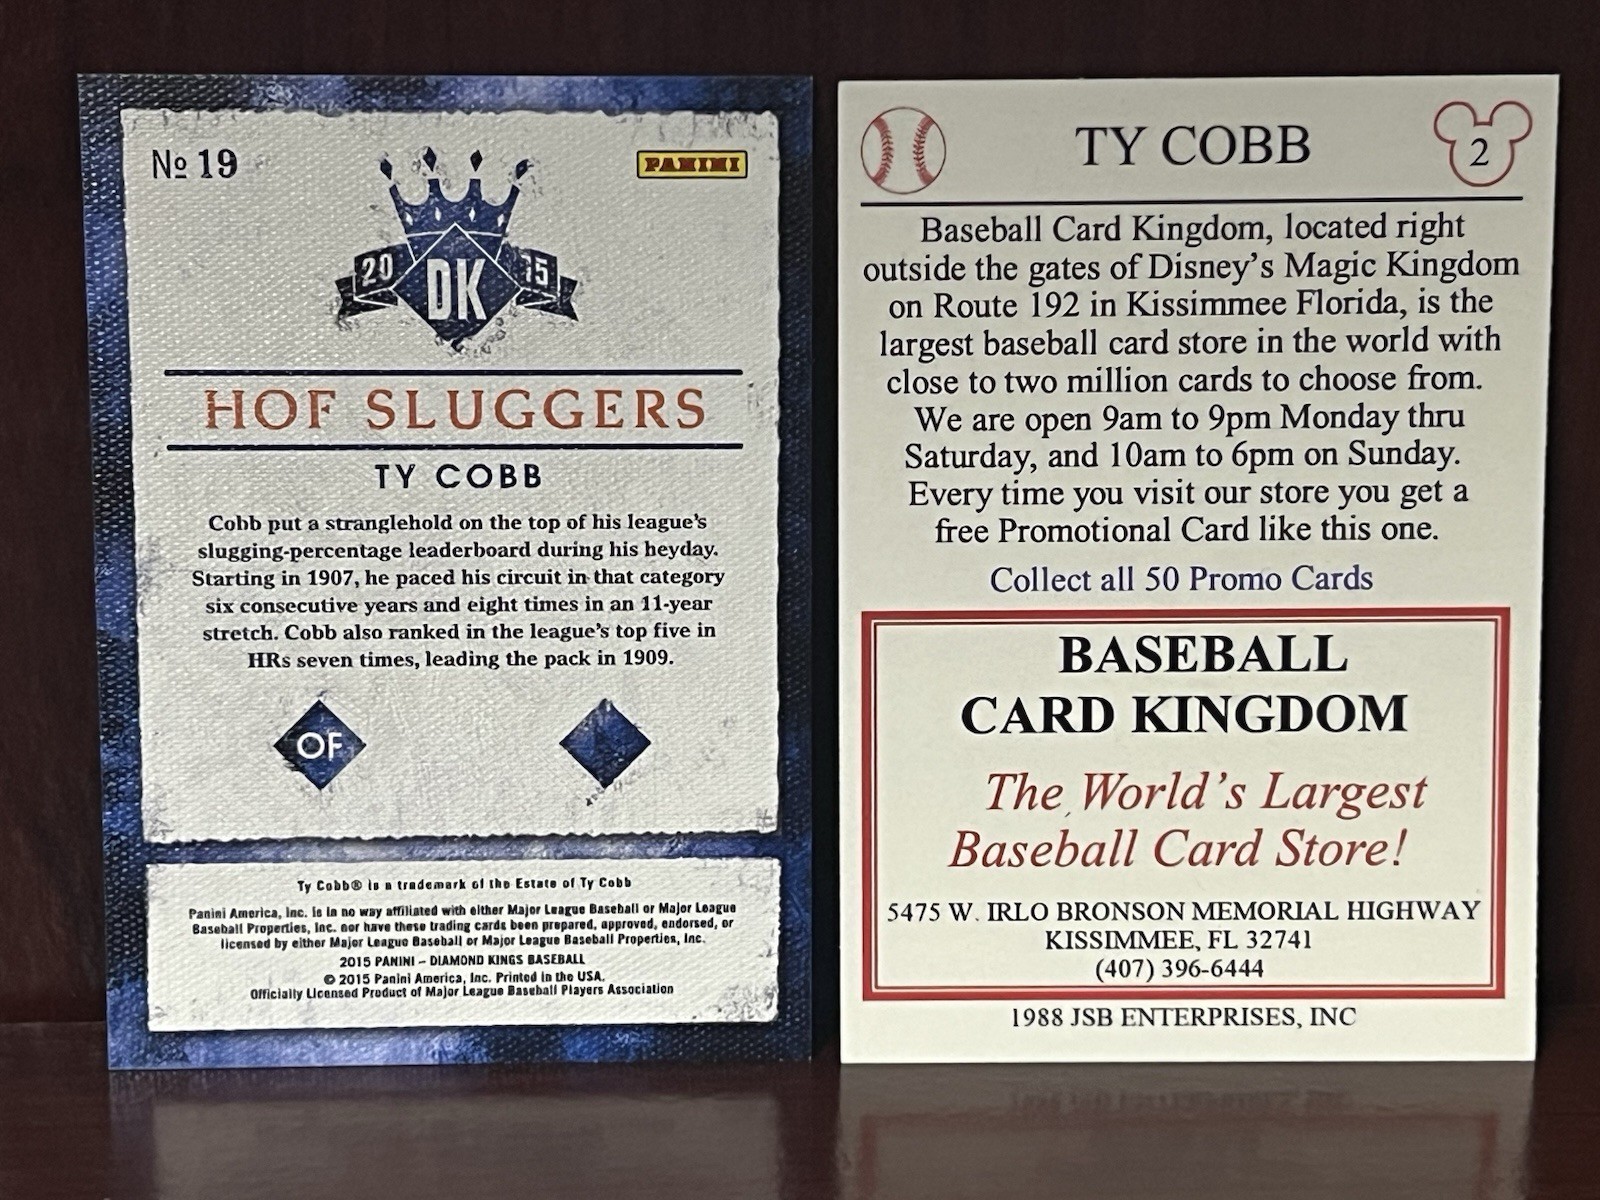 Nº 19
PANINI
20 15
DK
HOF SLUGGERS
TY COBB
Cobb put a stranglehold on the top of his league's
slugging-percentage leaderboard during his heyday.
Starting in 1907, he paced his circuit in that category
six consecutive years and eight times in an 11-year
stretch. Cobb also ranked in the league's top five in
HRs seven times, leading the pack in 1909.
OF
Ty Cobb® is a trademark of the Estate of Ty Cobb
Panini America, Inc. is in no way affiliated with either Major League Baseball or Major League
Baseball Properties, Inc. nor have these trading cards been prepared, approved, endorsed, or
licensed by either Major League Baseball or Major League Baseball Properties, Inc.
2015 PANINI – DIAMOND KINGS BASEBALL
© 2015 Panini America, Inc. Printed in the USA.
Officially Licensed Product of Major League Baseball Players Association
TY COBB
2
Baseball Card Kingdom, located right
outside the gates of Disney's Magic Kingdom
on Route 192 in Kissimmee Florida, is the
largest baseball card store in the world with
close to two million cards to choose from.
We are open 9am to 9pm Monday thru
Saturday, and 10am to 6pm on Sunday.
Every time you visit our store you get a
free Promotional Card like this one.
Collect all 50 Promo Cards
BASEBALL
CARD KINGDOM
The World's Largest
Baseball Card Store!
5475 W. IRLO BRONSON MEMORIAL HIGHWAY
KISSIMMEE, FL 32741
(407) 396-6444
1988 JSB ENTERPRISES, INC